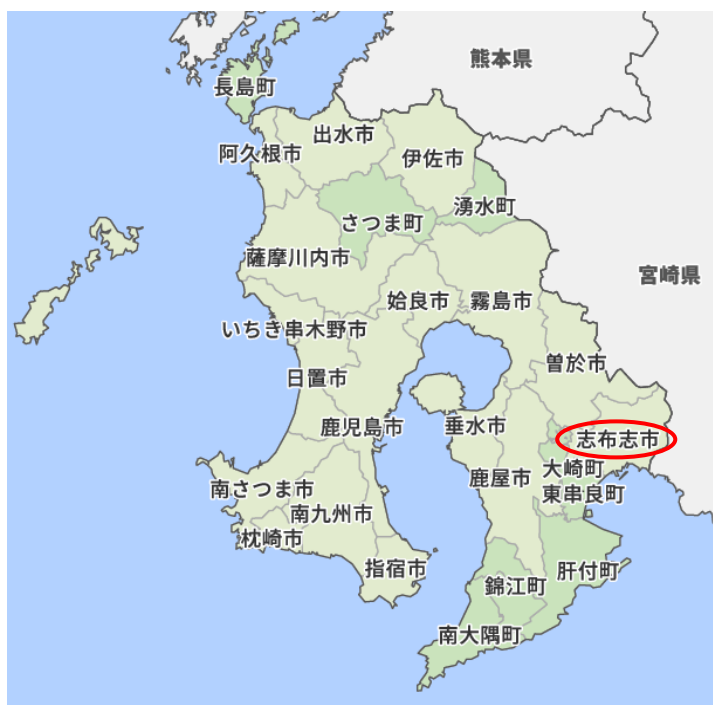 熊本県
長島町
出水市
阿久根市
伊佐市
湧水町
さつま町
薩摩川内市
宮崎県
姶良市
霧島市
いちき串木野市
曽於市
日置市
鹿児島市
垂水市
志布志市
大崎町
鹿屋市
東串良町
南さつま市
南九州市
枕崎市
指宿市
肝付町
錦江町
南大隅町